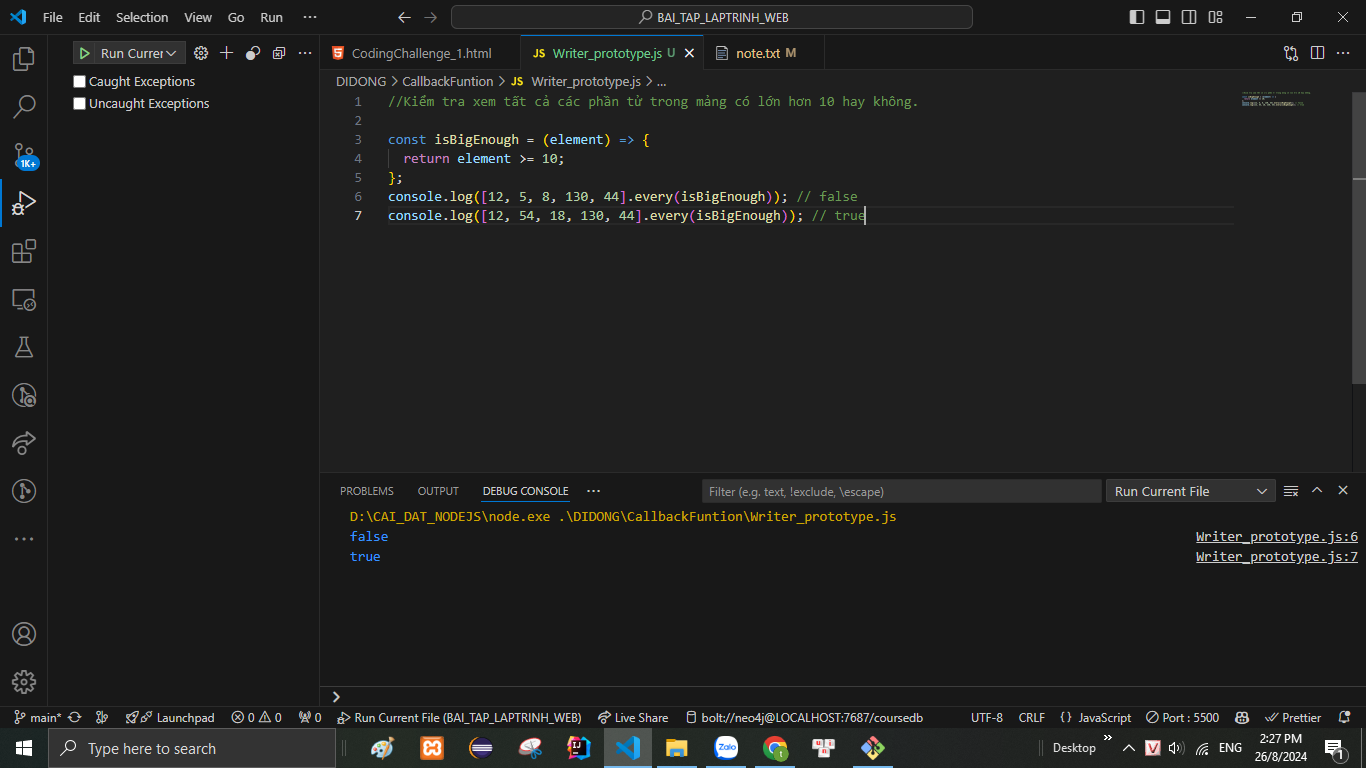 File Edit Selection View Go Run ··· BAI_TAP_LAPTRINH_WEB
Run Currer
CodingChallenge_1.html JS Writer_prototype.js U note.txt M
Caught Exceptions
Uncaught Exceptions
DIDONG > CallbackFuntion > JS Writer_prototype.js > ...
1 //Kiểm tra xem tất cả các phần tử trong mảng có lớn hơn 10 hay không.
2
3 const isBigEnough = (element) => {
4 return element >= 10;
5 };
6 console.log([12, 5, 8, 130, 44].every(isBigEnough)); // false
7 console.log([12, 54, 18, 130, 44].every(isBigEnough)); // true
1K+
PROBLEMS OUTPUT DEBUG CONSOLE ··· Filter (e.g. text, !exclude, \escape) Run Current File
D:\CAI_DAT_NODEJS\node.exe .\DIDONG\CallbackFuntion\Writer_prototype.js
false Writer_prototype.js:6
true Writer_prototype.js:7
>
main* Launchpad 0 0 0 Run Current File (BAI_TAP_LAPTRINH_WEB) Live Share bolt://neo4j@LOCALHOST:7687/coursedb UTF-8 CRLF {} JavaScript Port : 5500 Prettier
Type here to search Zalo Desktop V ENG 2:27 PM
26/8/2024 1